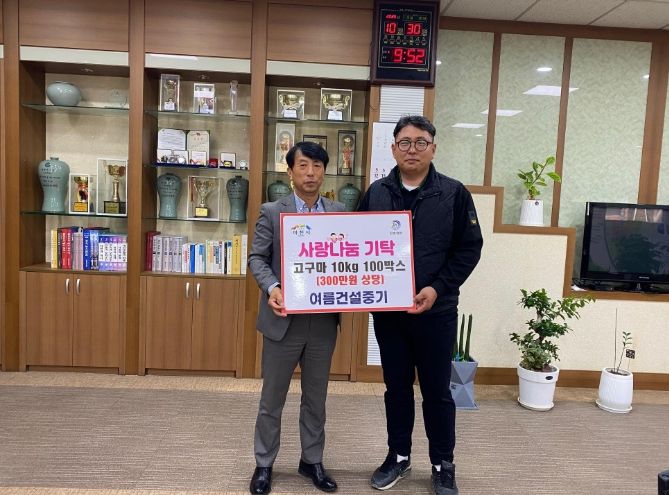 10 30
9:52
사랑나눔 기탁
고구마 10kg 100박스
(300만원 상당)
여름건설중기